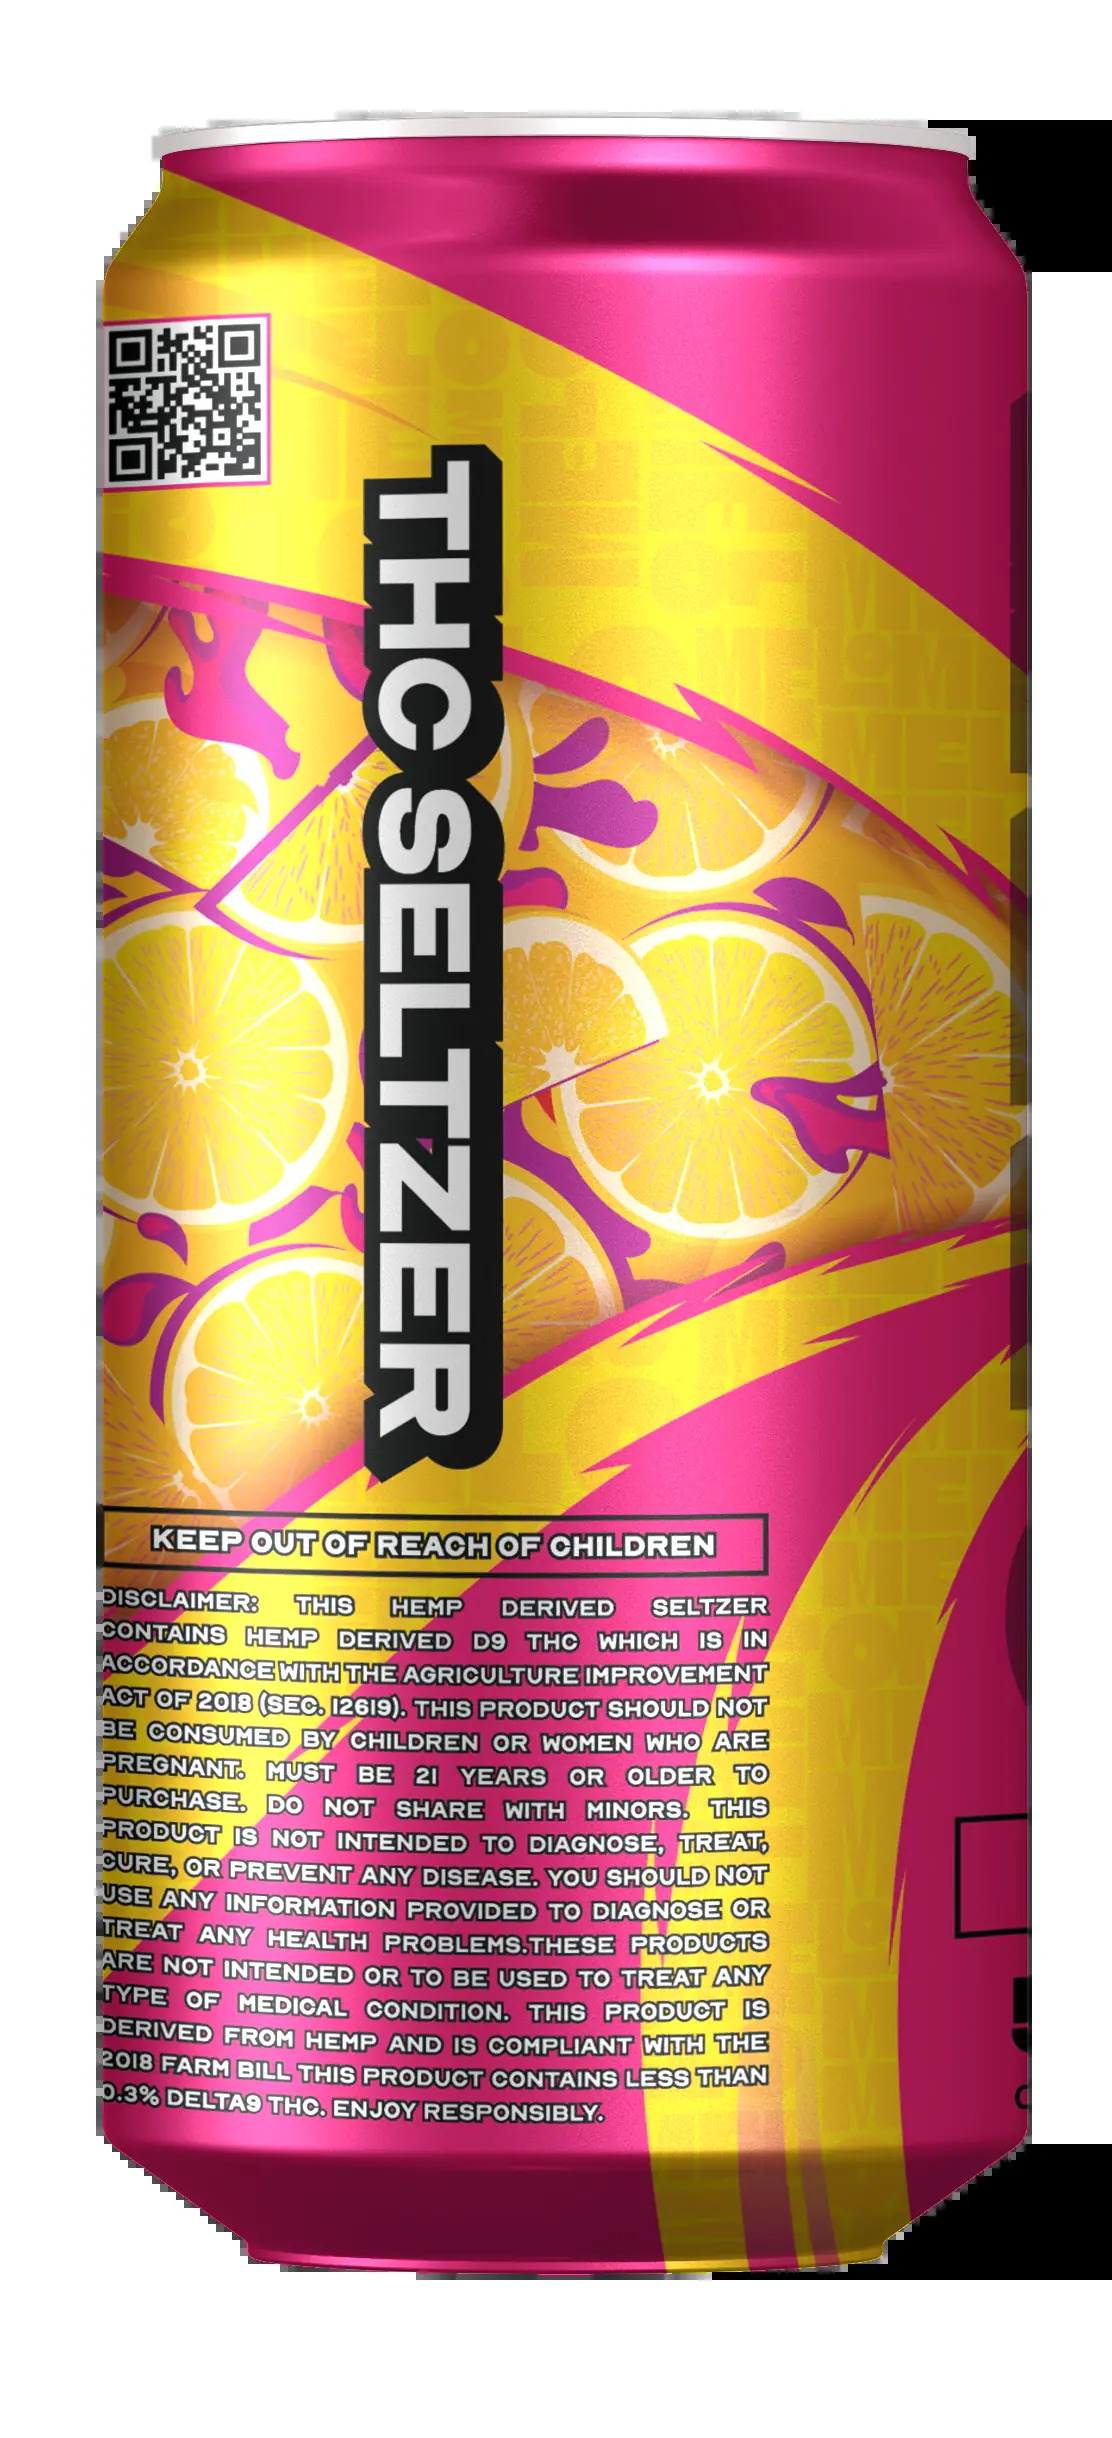 THC SELTZER
KEEP OUT OF REACH OF CHILDREN
DISCLAIMER: THIS HEMP DERIVED SELTZER
CONTAINS HEMP DERIVED D9 THC WHICH IS IN
ACCORDANCE WITH THE AGRICULTURE IMPROVEMENT
ACT OF 2018 (SEC. 12619). THIS PRODUCT SHOULD NOT
BE CONSUMED BY CHILDREN OR WOMEN WHO ARE
PREGNANT. MUST BE 21 YEARS OR OLDER TO
PURCHASE. DO NOT SHARE WITH MINORS. THIS
PRODUCT IS NOT INTENDED TO DIAGNOSE, TREAT,
CURE, OR PREVENT ANY DISEASE. YOU SHOULD NOT
USE ANY INFORMATION PROVIDED TO DIAGNOSE OR
TREAT ANY HEALTH PROBLEMS.THESE PRODUCTS
ARE NOT INTENDED OR TO BE USED TO TREAT ANY
TYPE OF MEDICAL CONDITION. THIS PRODUCT IS
DERIVED FROM HEMP AND IS COMPLIANT WITH THE
2018 FARM BILL THIS PRODUCT CONTAINS LESS THAN
0.3% DELTA9 THC. ENJOY RESPONSIBLY.